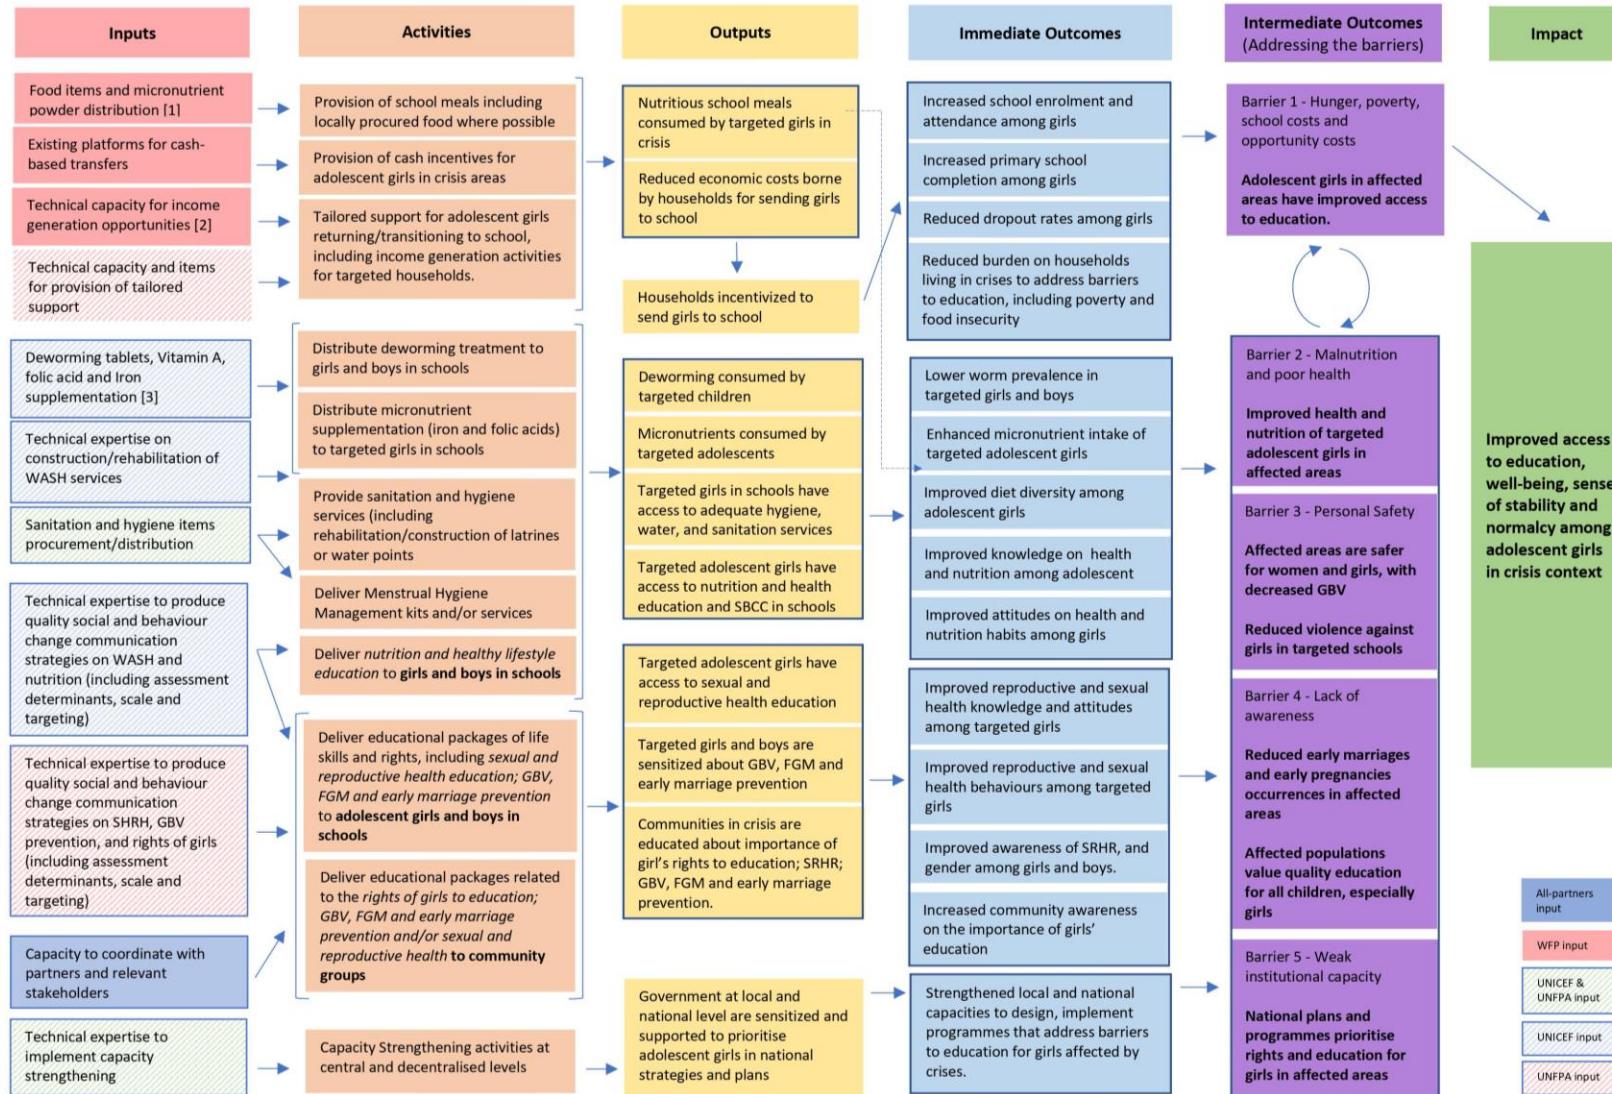 Inputs
Activities
Outputs
Immediate Outcomes
Intermediate Outcomes
(Addressing the barriers)
Impact
Food items and micronutrient
powder distribution [1]
Existing platforms for cash-
based transfers
Technical capacity for income
generation opportunities [2]
Technical capacity and items
for provision of tailored
support
Deworming tablets, Vitamin A,
folic acid and Iron
supplementation [3]
Technical expertise on
construction/rehabilitation of
WASH services
Sanitation and hygiene items
procurement/distribution
Technical expertise to produce
quality social and behaviour
change communication
strategies on WASH and
nutrition (including assessment
determinants, scale and
targeting)
Technical expertise to produce
quality social and behaviour
change communication
strategies on SHRH, GBV
prevention, and rights of girls
(including assessment
determinants, scale and
targeting)
Capacity to coordinate with
partners and relevant
stakeholders
Technical expertise to
implement capacity
strengthening
Provision of school meals including
locally procured food where possible
Provision of cash incentives for
adolescent girls in crisis areas
Tailored support for adolescent girls
returning/transitioning to school,
including income generation activities
for targeted households.
Distribute deworming treatment to
girls and boys in schools
Distribute micronutrient
supplementation (iron and folic acids)
to targeted girls in schools
Provide sanitation and hygiene
services (including
rehabilitation/construction of latrines
or water points
Deliver Menstrual Hygiene
Management kits and/or services
Deliver nutrition and healthy lifestyle
education to girls and boys in schools
Deliver educational packages of life
skills and rights, including sexual and
reproductive health education; GBV,
FGM and early marriage prevention
to adolescent girls and boys in
schools
Deliver educational packages related
to the rights of girls to education;
GBV, FGM and early marriage
prevention and/or sexual and
reproductive health to community
groups
Capacity Strengthening activities at
central and decentralised levels
Nutritious school meals
consumed by targeted girls in
crisis
Reduced economic costs borne
by households for sending girls
to school
Households incentivized to
send girls to school
Deworming consumed by
targeted children
Micronutrients consumed by
targeted adolescents
Targeted girls in schools have
access to adequate hygiene,
water, and sanitation services
Targeted adolescent girls have
access to nutrition and health
education and SBCC in schools
Targeted adolescent girls have
access to sexual and
reproductive health education
Targeted girls and boys are
sensitized about GBV, FGM and
early marriage prevention
Communities in crisis are
educated about importance of
girl's rights to education; SRHR;
GBV, FGM and early marriage
prevention.
Government at local and
national level are sensitized and
supported to prioritise
adolescent girls in national
strategies and plans
Increased school enrolment and
attendance among girls
Increased primary school
completion among girls
Reduced dropout rates among girls
Reduced burden on households
living in crises to address barriers
to education, including poverty and
food insecurity
Lower worm prevalence in
targeted girls and boys
Enhanced micronutrient intake of
targeted adolescent girls
Improved diet diversity among
adolescent girls
Improved knowledge on health
and nutrition among adolescent
Improved attitudes on health and
nutrition habits among girls
Improved reproductive and sexual
health knowledge and attitudes
among targeted girls
Improved reproductive and sexual
health behaviours among targeted
girls
Improved awareness of SRHR, and
gender among girls and boys.
Increased community awareness
on the importance of girls'
education
Strengthened local and national
capacities to design, implement
programmes that address barriers
to education for girls affected by
crises.
Barrier 1 - Hunger, poverty,
school costs and
opportunity costs
Adolescent girls in affected
areas have improved access
to education.
Barrier 2 - Malnutrition
and poor health
Improved health and
nutrition of targeted
adolescent girls in
affected areas
Barrier 3 - Personal Safety
Affected areas are safer
for women and girls, with
decreased GBV
Reduced violence against
girls in targeted schools
Barrier 4 - Lack of
awareness
Reduced early marriages
and early pregnancies
occurrences in affected
areas
Affected populations
value quality education
for all children, especially
girls
Barrier 5 - Weak
institutional capacity
National plans and
programmes prioritise
rights and education for
girls in affected areas
Improved access
to education,
well-being, sense
of stability and
normalcy among
adolescent girls
in crisis context
All-partners
input
WFP input
UNICEF &
UNFPA input
UNICEF input
UNFPA input